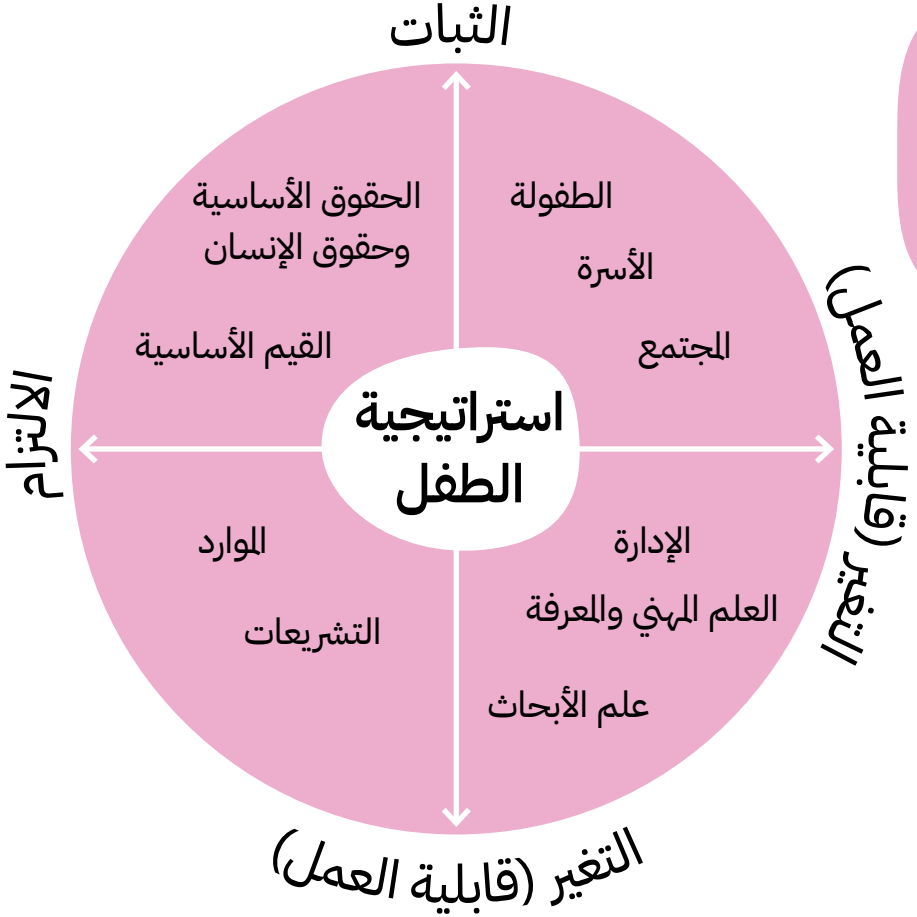 الثبات
الطفولة
الأسرة
المجتمع
الحقوق الأساسية
وحقوق الإنسان
القيم الأساسية
استراتيجية
الطفل
الالتزام
التغير (قابلية العمل)
الإدارة
العلم المهني والمعرفة
علم الأبحاث
الموارد
التشريعات
التغير (قابلية العمل)